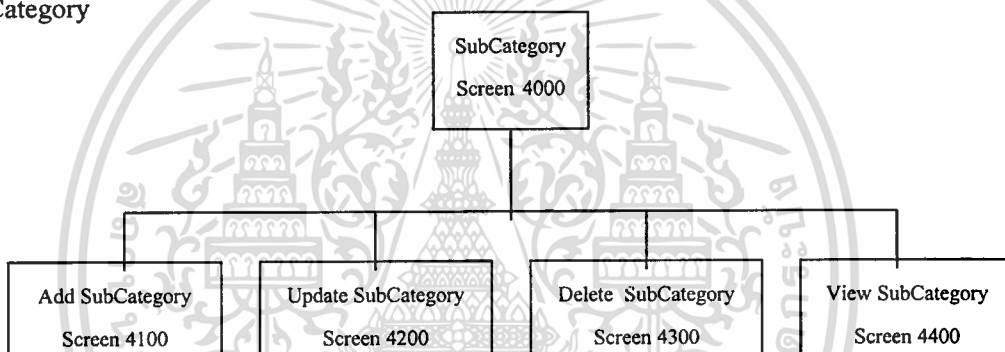 Category
SubCategory
Screen 4000
Add SubCategory
Screen 4100
Update SubCategory
Screen 4200
Delete SubCategory
Screen 4300
View SubCategory
Screen 4400